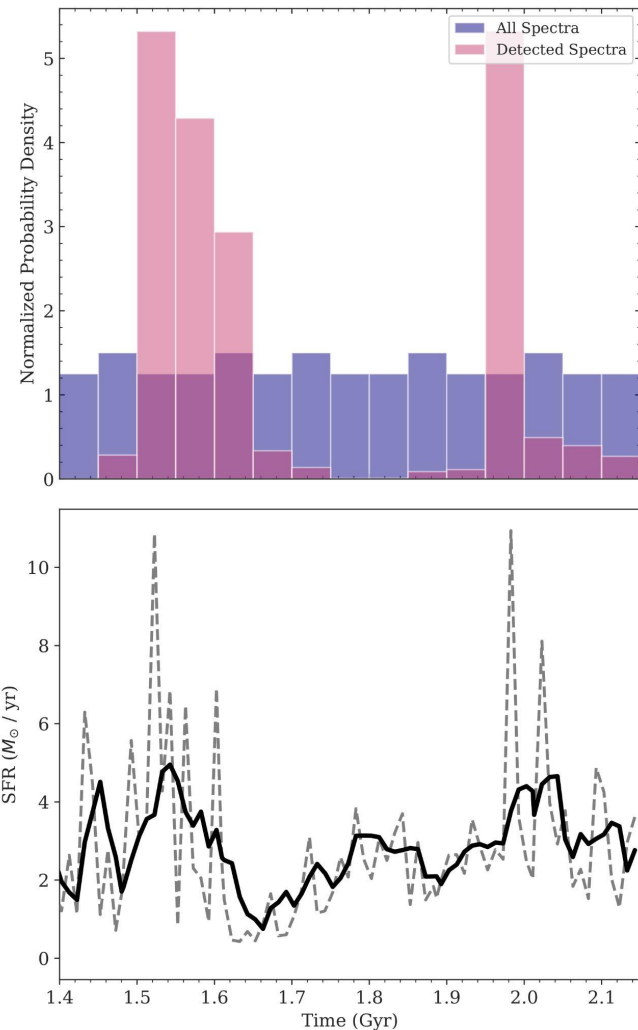 All Spectra
Detected Spectra
5
4
3
2
1
0
Normalized Probability Density
10
8
6
4
2
0
SFR (M⊙ / yr)
1.4 1.5 1.6 1.7 1.8 1.9 2.0 2.1
Time (Gyr)